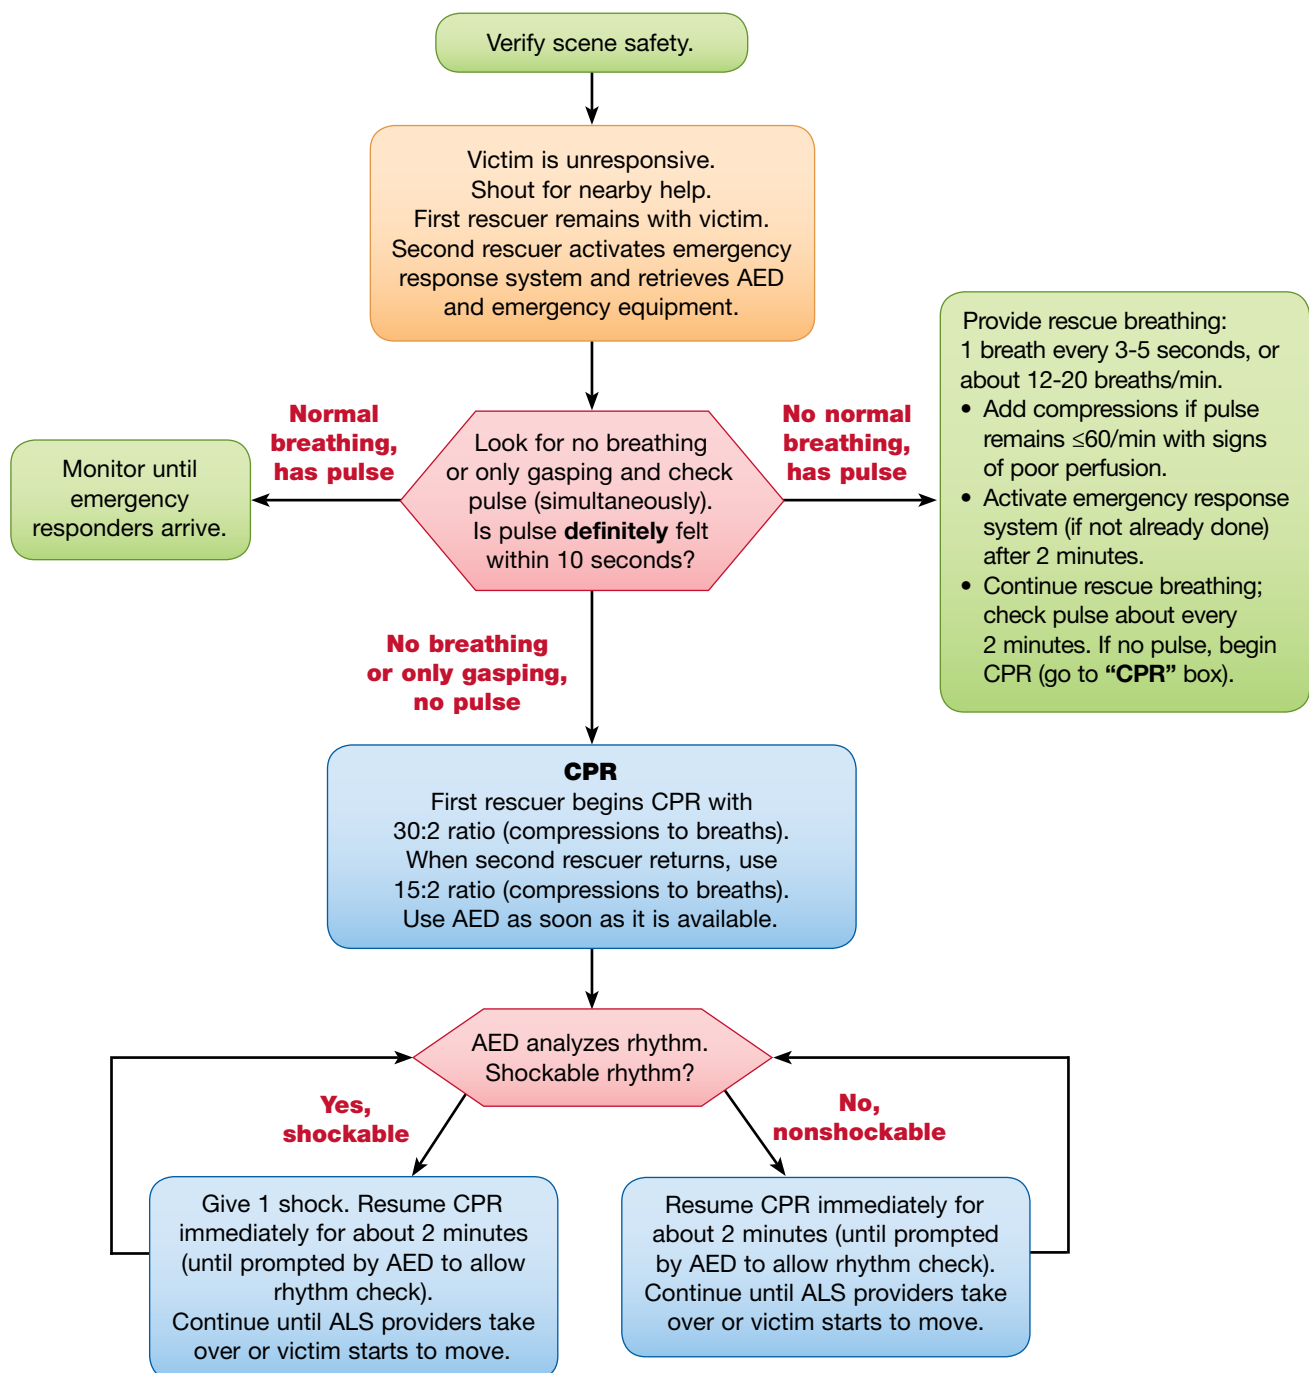 Verify scene safety.
Victim is unresponsive.
Shout for nearby help.
First rescuer remains with victim.
Second rescuer activates emergency
response system and retrieves AED
and emergency equipment.
Normal
breathing,
has pulse
Monitor until
emergency
responders arrive.
Look for no breathing
or only gasping and check
pulse (simultaneously).
Is pulse definitely felt
within 10 seconds?
No normal
breathing,
has pulse
Provide rescue breathing:
1 breath every 3-5 seconds, or
about 12-20 breaths/min.
• Add compressions if pulse
remains ≤60/min with signs
of poor perfusion.
• Activate emergency response
system (if not already done)
after 2 minutes.
• Continue rescue breathing;
check pulse about every
2 minutes. If no pulse, begin
CPR (go to “CPR” box).
No breathing
or only gasping,
no pulse
CPR
First rescuer begins CPR with
30:2 ratio (compressions to breaths).
When second rescuer returns, use
15:2 ratio (compressions to breaths).
Use AED as soon as it is available.
AED analyzes rhythm.
Shockable rhythm?
Yes,
shockable
No,
nonshockable
Give 1 shock. Resume CPR
immediately for about 2 minutes
(until prompted by AED to allow
rhythm check).
Continue until ALS providers take
over or victim starts to move.
Resume CPR immediately for
about 2 minutes (until prompted
by AED to allow rhythm check).
Continue until ALS providers take
over or victim starts to move.